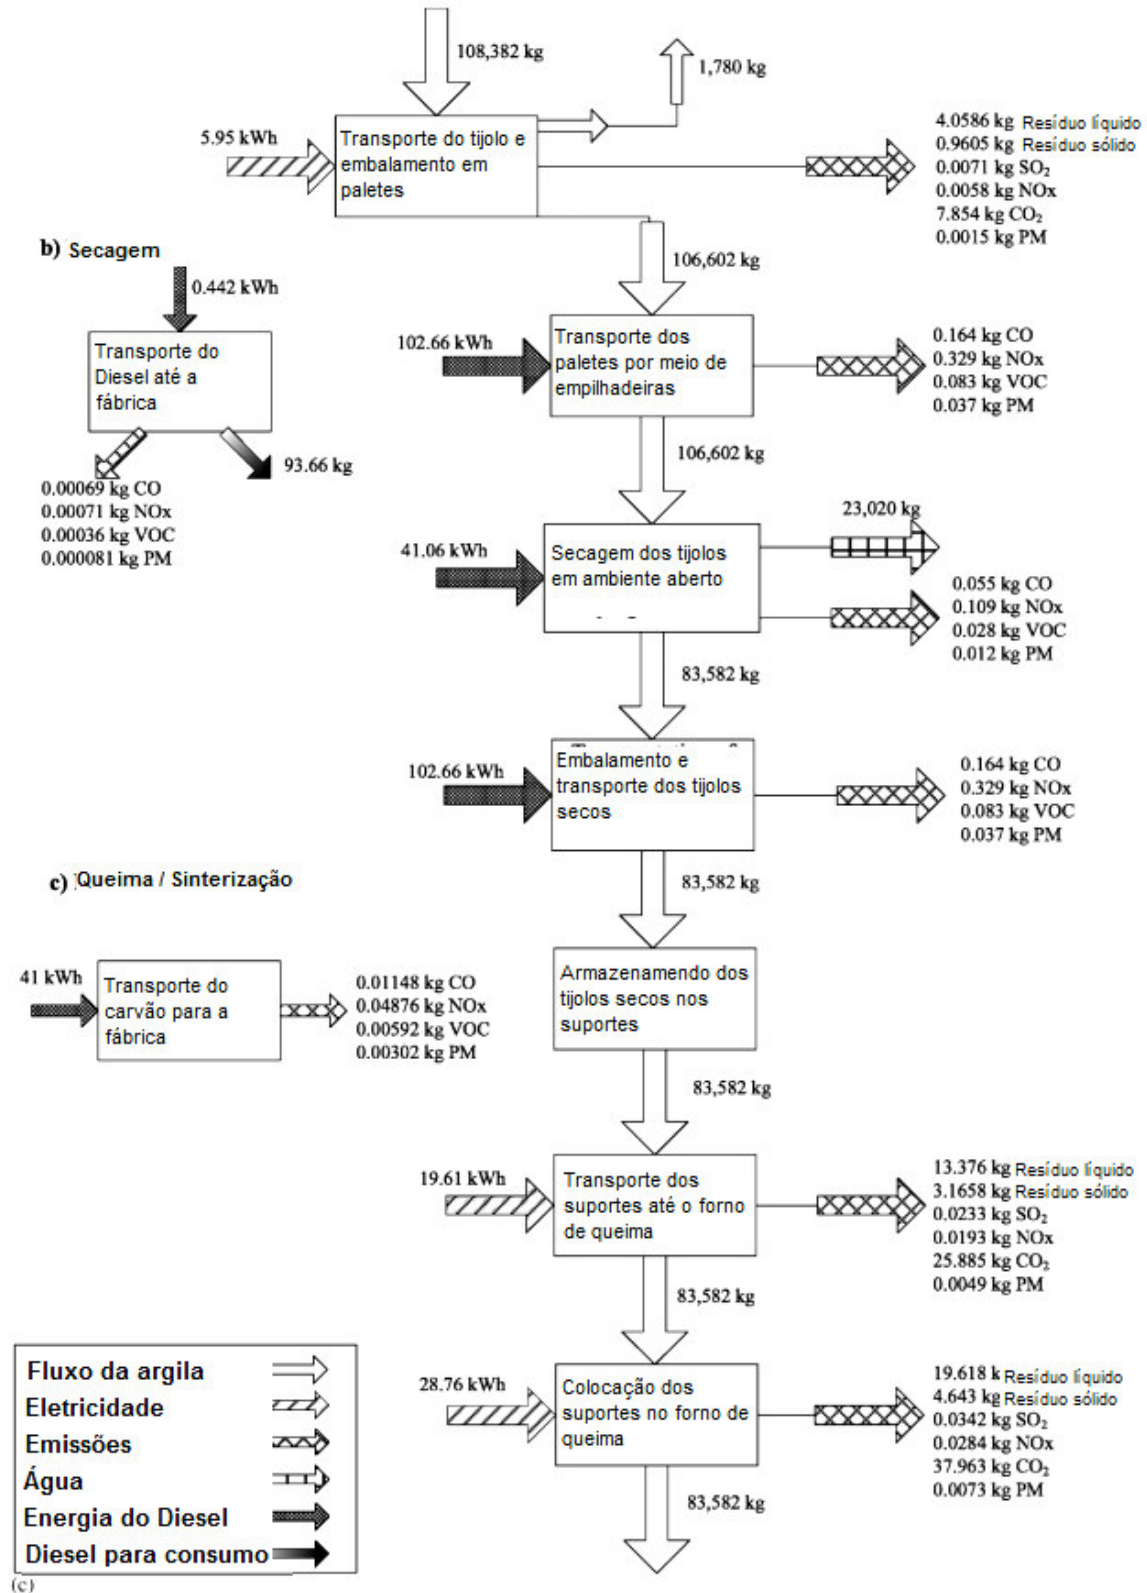 108,382 kg
1,780 kg
5.95 kWh
Transporte do tijolo e
embalamento em
paletes
4.0586 kg Resíduo líquido
0.9605 kg Resíduo sólido
0.0071 kg SO₂
0.0058 kg NOx
7.854 kg CO₂
0.0015 kg PM
b) Secagem
106,602 kg
0.442 kWh
Transporte do
Diesel até a
fábrica
93.66 kg
0.00069 kg CO
0.00071 kg NOx
0.00036 kg VOC
0.000081 kg PM
102.66 kWh
Transporte dos
paletes por meio de
empilhadeiras
0.164 kg CO
0.329 kg NOx
0.083 kg VOC
0.037 kg PM
106,602 kg
23,020 kg
41.06 kWh
Secagem dos tijolos
em ambiente aberto
0.055 kg CO
0.109 kg NOx
0.028 kg VOC
0.012 kg PM
83,582 kg
102.66 kWh
Embalamento e
transporte dos tijolos
secos
0.164 kg CO
0.329 kg NOx
0.083 kg VOC
0.037 kg PM
c) Queima / Sinterização
83,582 kg
41 kWh
Transporte do
carvão para a
fábrica
0.01148 kg CO
0.04876 kg NOx
0.00592 kg VOC
0.00302 kg PM
Armazenamendo dos
tijolos secos nos
suportes
83,582 kg
19.61 kWh
Transporte dos
suportes até o forno
de queima
13.376 kg Resíduo líquido
3.1658 kg Resíduo sólido
0.0233 kg SO₂
0.0193 kg NOx
25.885 kg CO₂
0.0049 kg PM
83,582 kg
28.76 kWh
Colocação dos
suportes no forno de
queima
19.618 k Resíduo líquido
4.643 kg Resíduo sólido
0.0342 kg SO₂
0.0284 kg NOx
37.963 kg CO₂
0.0073 kg PM
83,582 kg
Fluxo da argila
Eletricidade
Emissões
Água
Energia do Diesel
Diesel para consumo
(c)